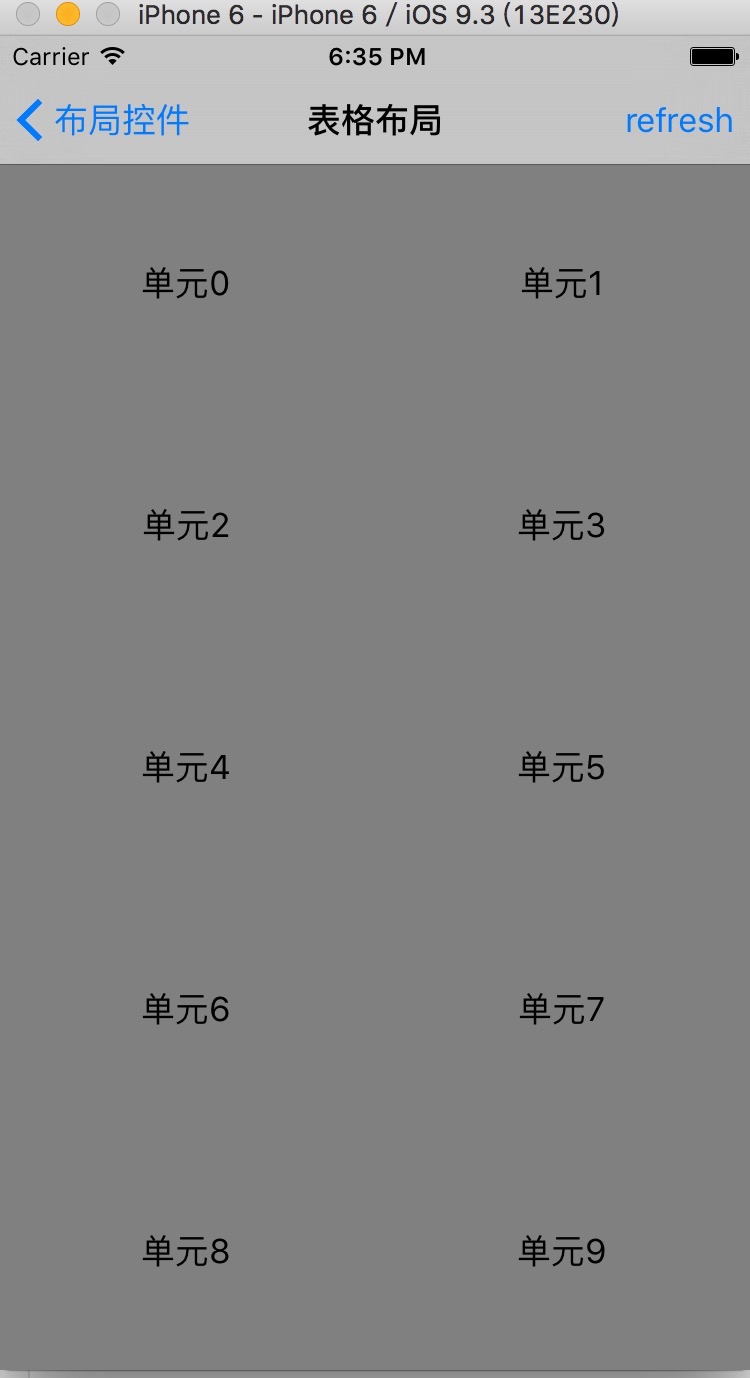 iPhone 6 - iPhone 6 / iOS 9.3 (13E230)
Carrier 6:35 PM
布局控件 表格布局 refresh
单元0 单元1
单元2 单元3
单元4 单元5
单元6 单元7
单元8 单元9